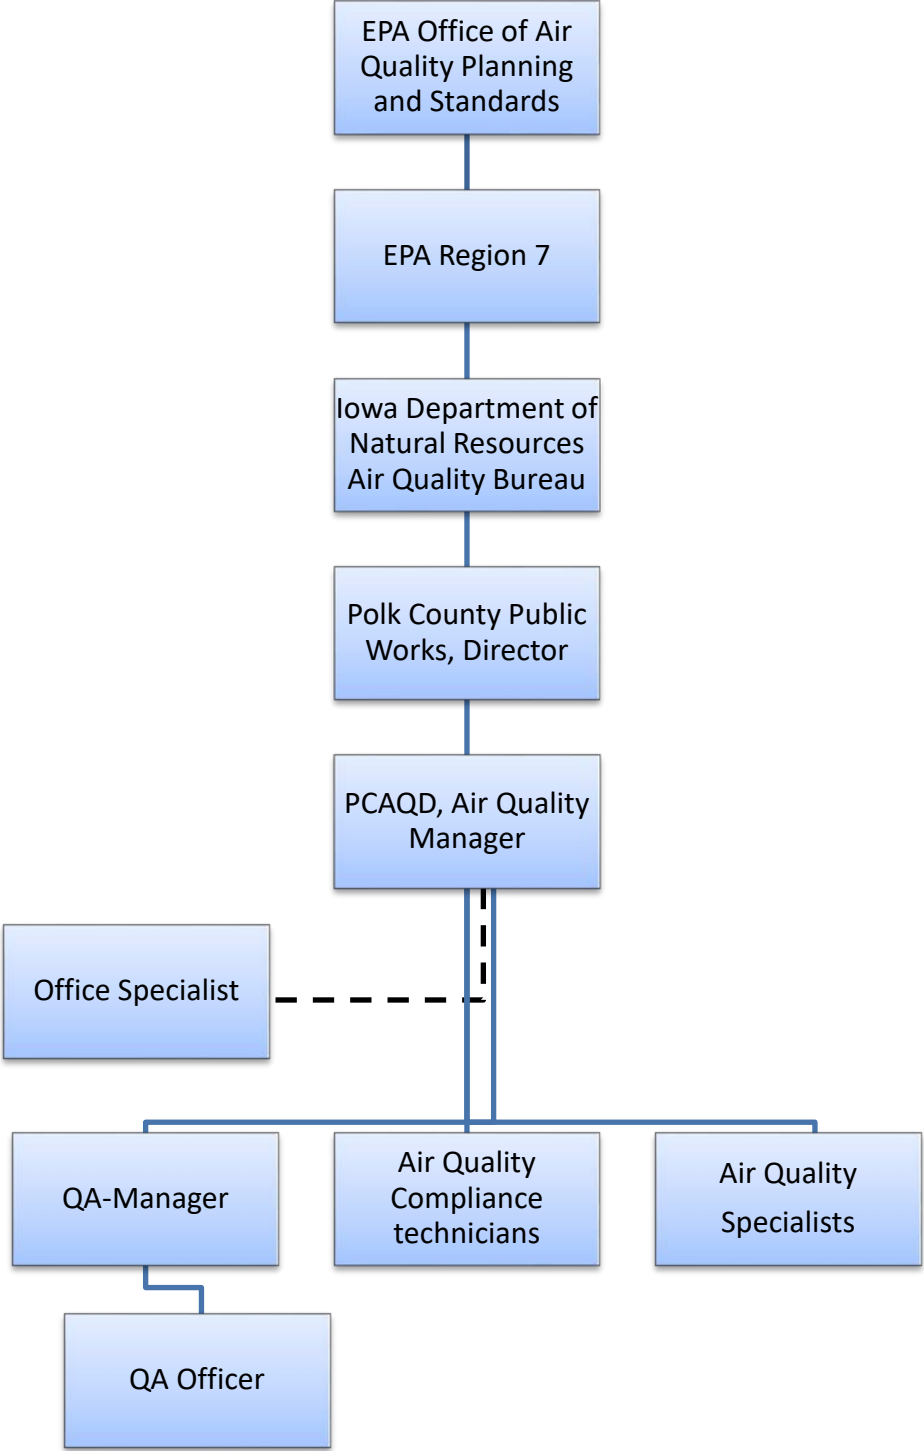 EPA Office of Air
Quality Planning
and Standards
EPA Region 7
Iowa Department of
Natural Resources
Air Quality Bureau
Polk County Public
Works, Director
PCAQD, Air Quality
Manager
Office Specialist
QA-Manager
Air Quality
Compliance
technicians
Air Quality
Specialists
QA Officer